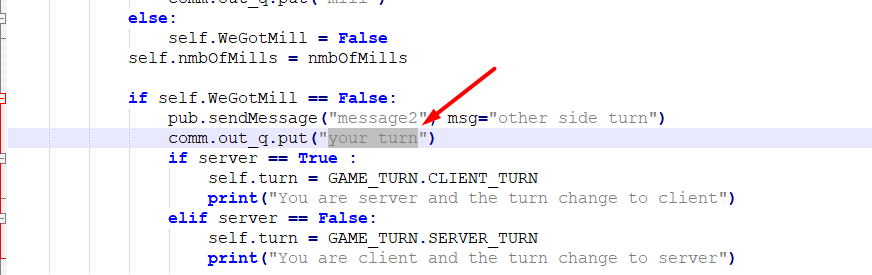 comm.out_q.put("mill")
else:
self.WeGotMill = False
self.nmbOfMills = nmbOfMills
if self.WeGotMill == False:
pub.sendMessage("message2", msg="other side turn")
comm.out_q.put("your turn")
if server == True :
self.turn = GAME_TURN.CLIENT_TURN
print("You are server and the turn change to client")
elif server == False:
self.turn = GAME_TURN.SERVER_TURN
print("You are client and the turn change to server")